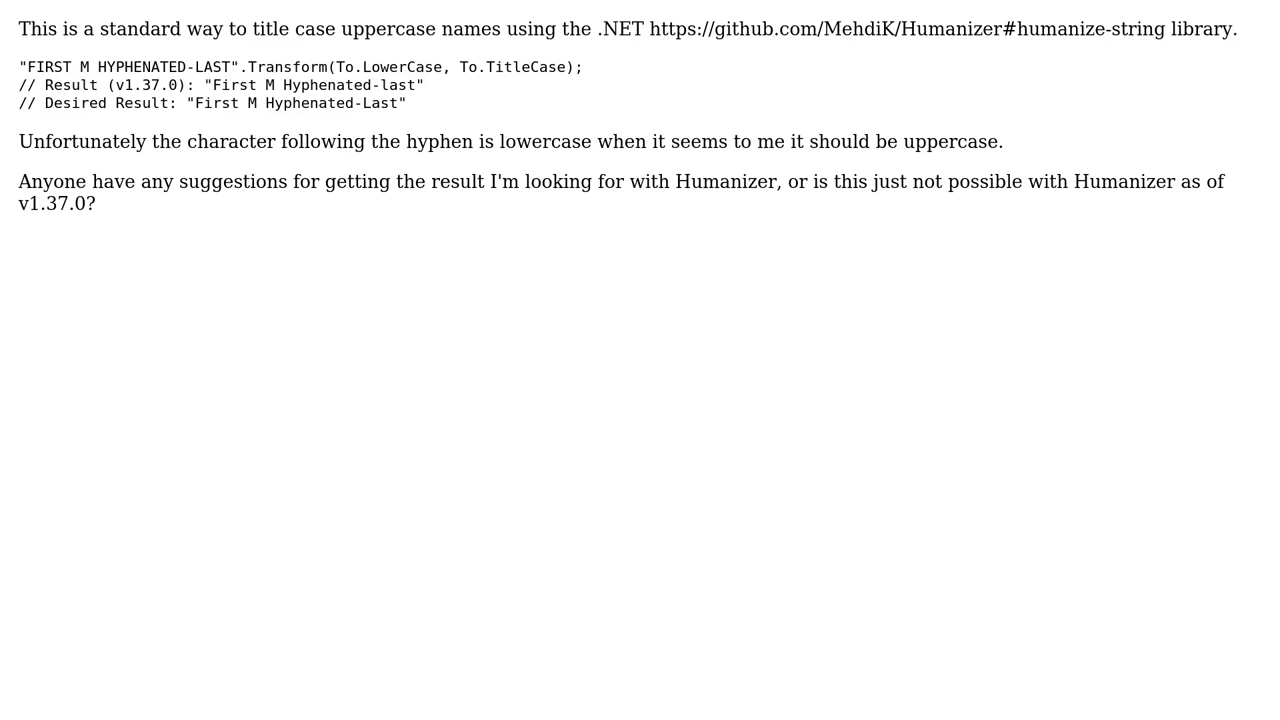 This is a standard way to title case uppercase names using the .NET https://github.com/MehdiK/Humanizer#humanize-string library.
"FIRST M HYPHENATED-LAST".Transform(To.LowerCase, To.TitleCase);
// Result (v1.37.0): "First M Hyphenated-last"
// Desired Result: "First M Hyphenated-Last"
Unfortunately the character following the hyphen is lowercase when it seems to me it should be uppercase.
Anyone have any suggestions for getting the result I'm looking for with Humanizer, or is this just not possible with Humanizer as of
v1.37.0?